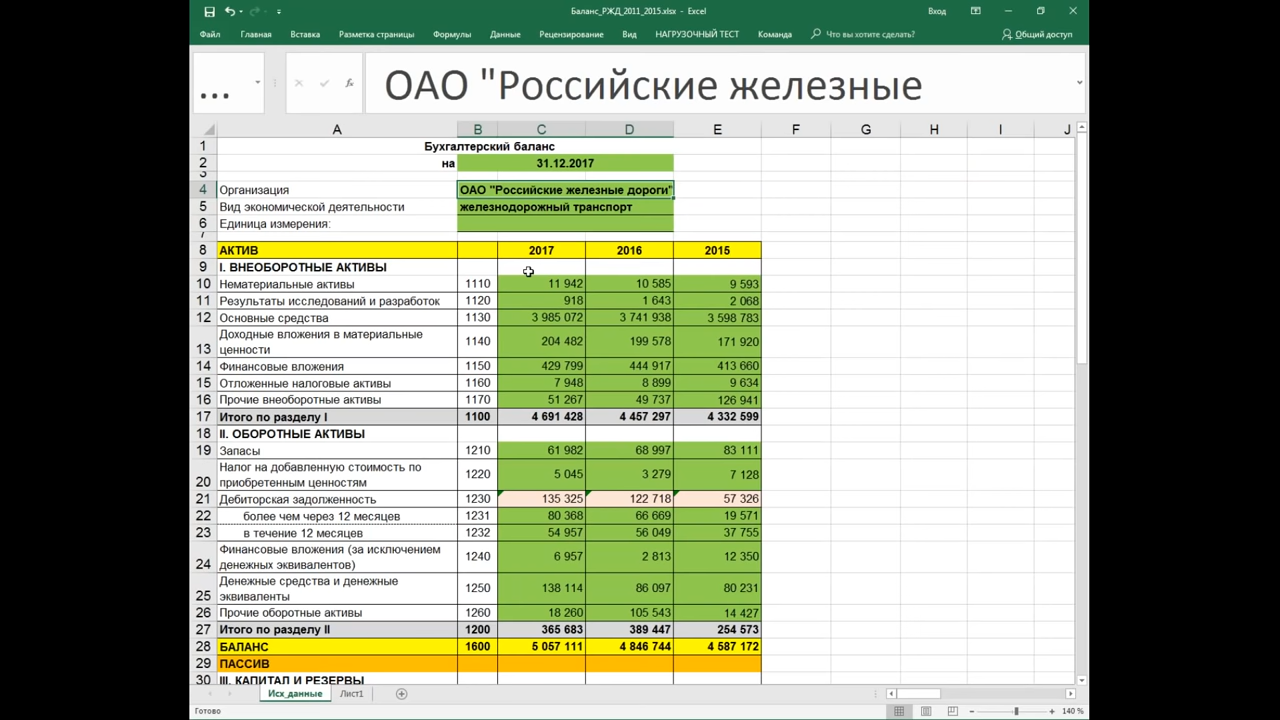 Баланс_РЖД_2011_2015.xlsx - Excel
Вход
Файл Главная Вставка Разметка страницы Формулы Данные Рецензирование Вид НАГРУЗОЧНЫЙ ТЕСТ Команда Что вы хотите сделать? Общий доступ
... fx ОАО "Российские железные
A B C D E F G H I J
1 Бухгалтерский баланс
2 на 31.12.2017
3
4 Организация ОАО "Российские железные дороги"
5 Вид экономической деятельности железнодорожный транспорт
6 Единица измерения:
7
8 АКТИВ 2017 2016 2015
9 I. ВНЕОБОРОТНЫЕ АКТИВЫ
10 Нематериальные активы 1110 11 942 10 585 9 593
11 Результаты исследований и разработок 1120 918 1 643 2 068
12 Основные средства 1130 3 985 072 3 741 938 3 598 783
Доходные вложения в материальные
13 ценности 1140 204 482 199 578 171 920
14 Финансовые вложения 1150 429 799 444 917 413 660
15 Отложенные налоговые активы 1160 7 948 8 899 9 634
16 Прочие внеоборотные активы 1170 51 267 49 737 126 941
17 Итого по разделу I 1100 4 691 428 4 457 297 4 332 599
18 II. ОБОРОТНЫЕ АКТИВЫ
19 Запасы 1210 61 982 68 997 83 111
Налог на добавленную стоимость по
20 приобретенным ценностям 1220 5 045 3 279 7 128
21 Дебиторская задолженность 1230 135 325 122 718 57 326
22 более чем через 12 месяцев 1231 80 368 66 669 19 571
23 в течение 12 месяцев 1232 54 957 56 049 37 755
Финансовые вложения (за исключением
24 денежных эквивалентов) 1240 6 957 2 813 12 350
Денежные средства и денежные
25 эквиваленты 1250 138 114 86 097 80 231
26 Прочие оборотные активы 1260 18 260 105 543 14 427
27 Итого по разделу II 1200 365 683 389 447 254 573
28 БАЛАНС 1600 5 057 111 4 846 744 4 587 172
29 ПАССИВ
30 III. КАПИТАЛ И РЕЗЕРВЫ
Исх_данные Лист1
Готово 140 %